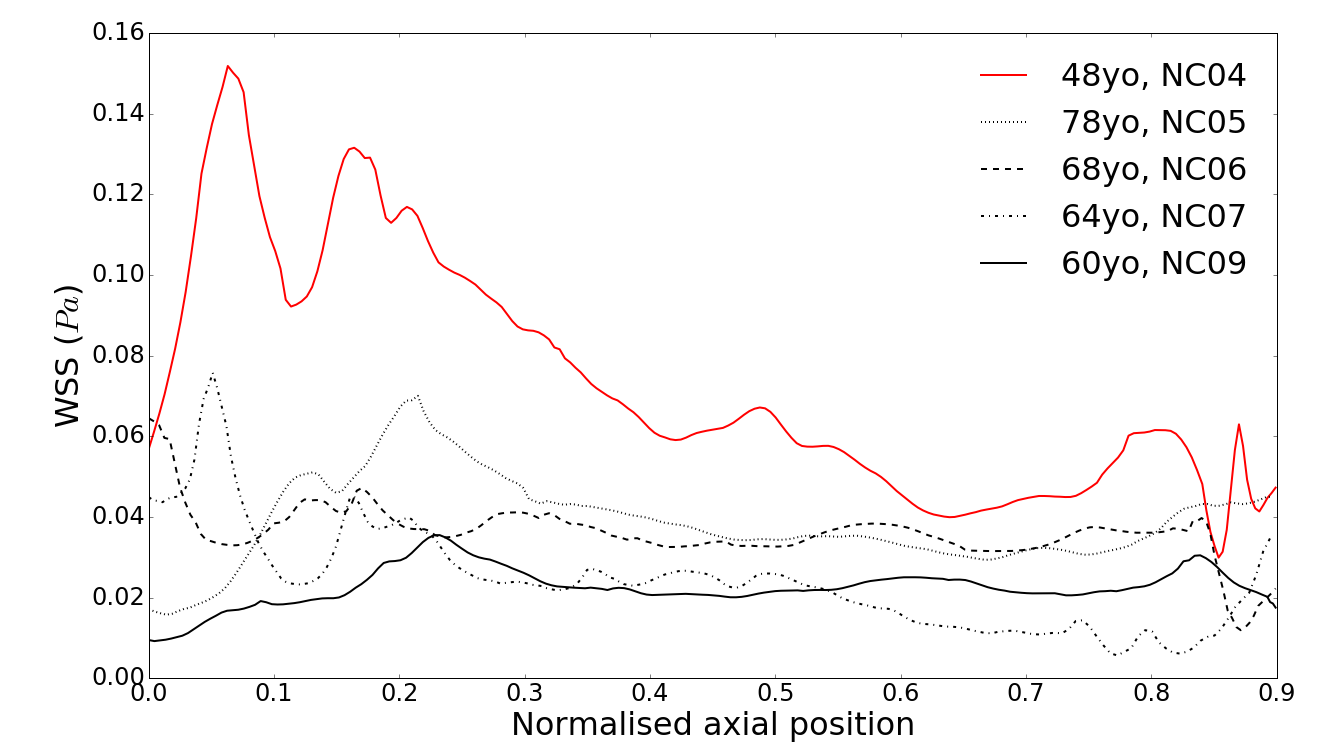 0.16
0.14
0.12
0.10
0.08
0.06
0.04
0.02
0.00
WSS (Pa)
48yo, NC04
78yo, NC05
68yo, NC06
64yo, NC07
60yo, NC09
0.0 0.1 0.2 0.3 0.4 0.5 0.6 0.7 0.8 0.9
Normalised axial position